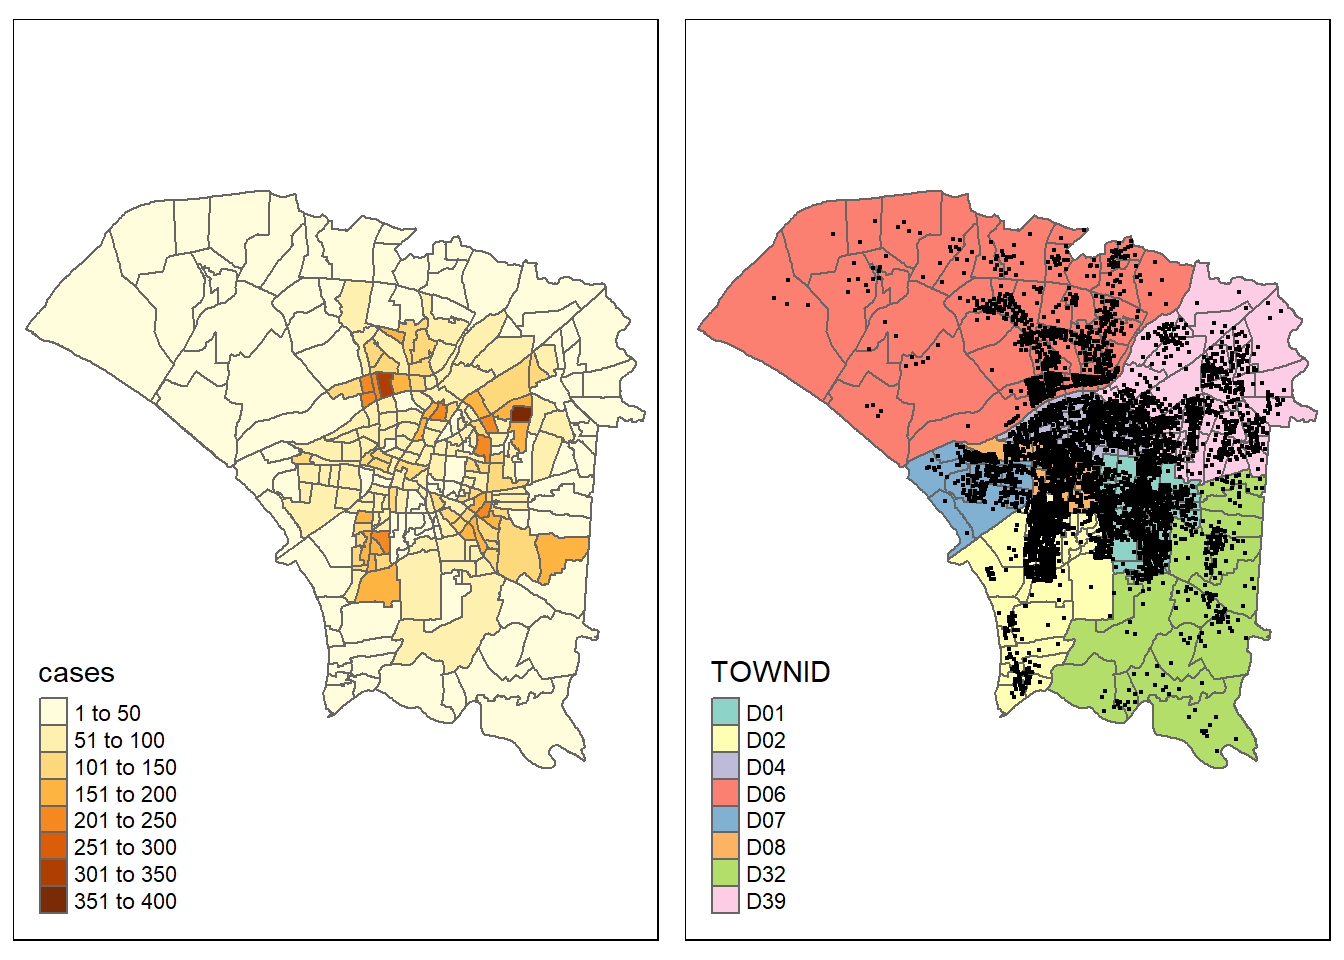 cases
1 to 50
51 to 100
101 to 150
151 to 200
201 to 250
251 to 300
301 to 350
351 to 400
TOWNID
D01
D02
D04
D06
D07
D08
D32
D39